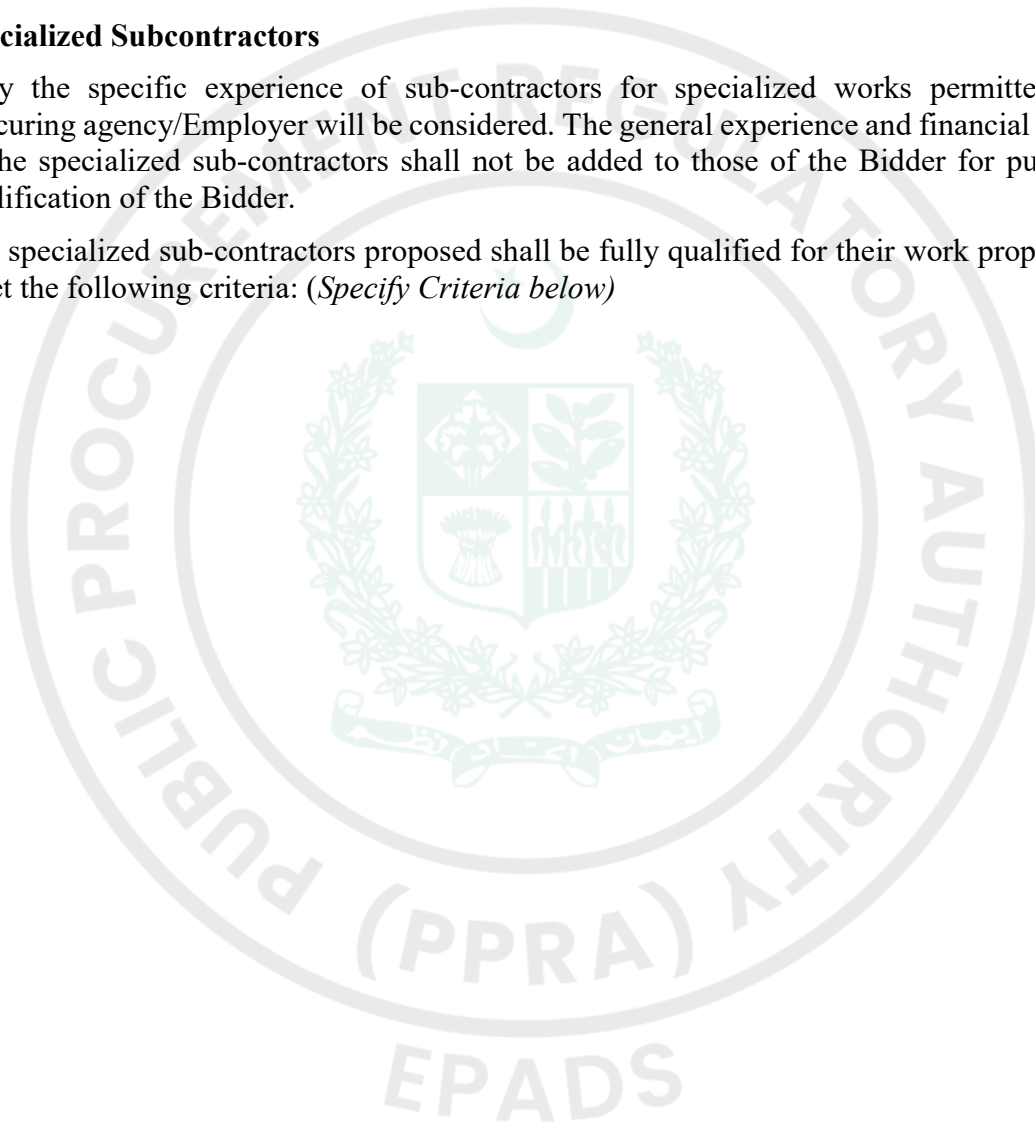 cialized Subcontractors
y the specific experience of sub-contractors for specialized works permitte
curing agency/Employer will be considered. The general experience and financial
he specialized sub-contractors shall not be added to those of the Bidder for pu
lification of the Bidder.
specialized sub-contractors proposed shall be fully qualified for their work prop
et the following criteria: (Specify Criteria below)
PUBLIC PROCUREMENT REGULATORY AUTHORITY
(PPRA)
EPADS